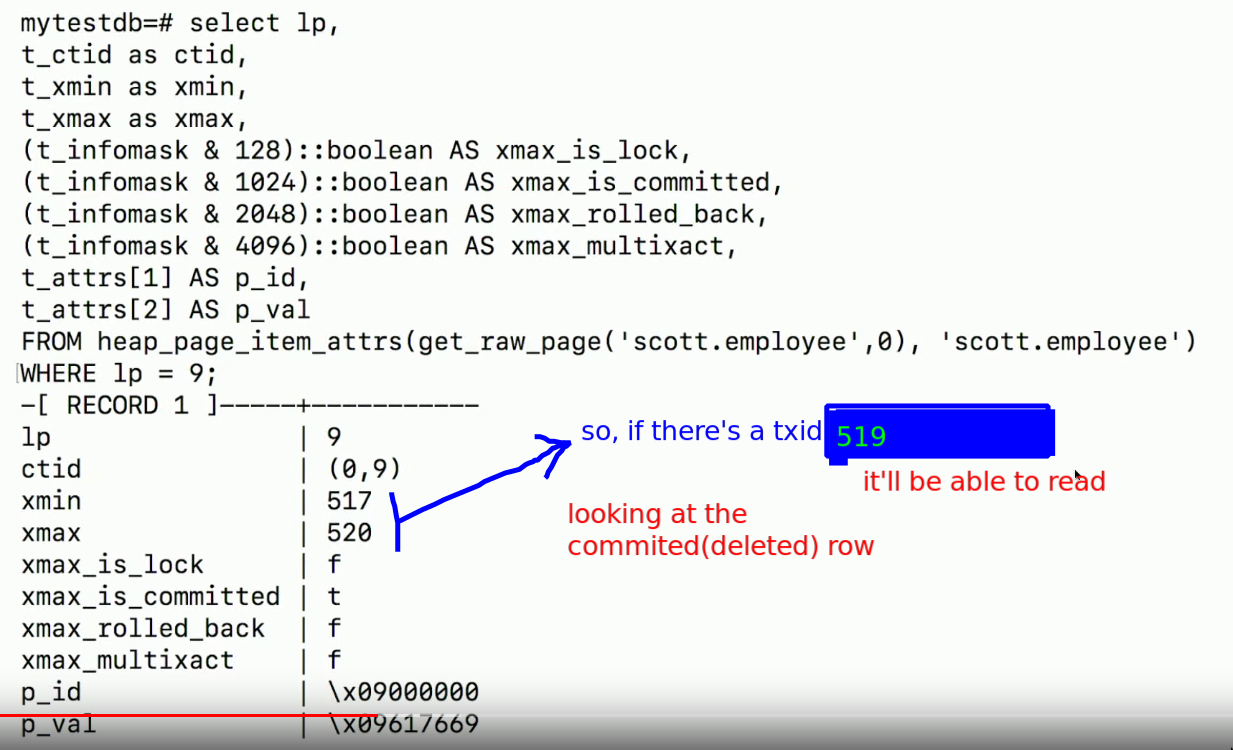 mytestdb=# select lp,
t_ctid as ctid,
t_xmin as xmin,
t_xmax as xmax,
(t_infomask & 128)::boolean AS xmax_is_lock,
(t_infomask & 1024)::boolean AS xmax_is_committed,
(t_infomask & 2048)::boolean AS xmax_rolled_back,
(t_infomask & 4096)::boolean AS xmax_multixact,
t_attrs[1] AS p_id,
t_attrs[2] AS p_val
FROM heap_page_item_attrs(get_raw_page('scott.employee',0), 'scott.employee')
WHERE lp = 9;
-[ RECORD 1 ]-----+-----------
lp | 9
ctid | (0,9)
xmin | 517
xmax | 520
xmax_is_lock | f
xmax_is_committed | t
xmax_rolled_back | f
xmax_multixact | f
p_id | \x09000000
p_val | \x09617669
so, if there's a txid 519
it'll be able to read
looking at the
commited(deleted) row